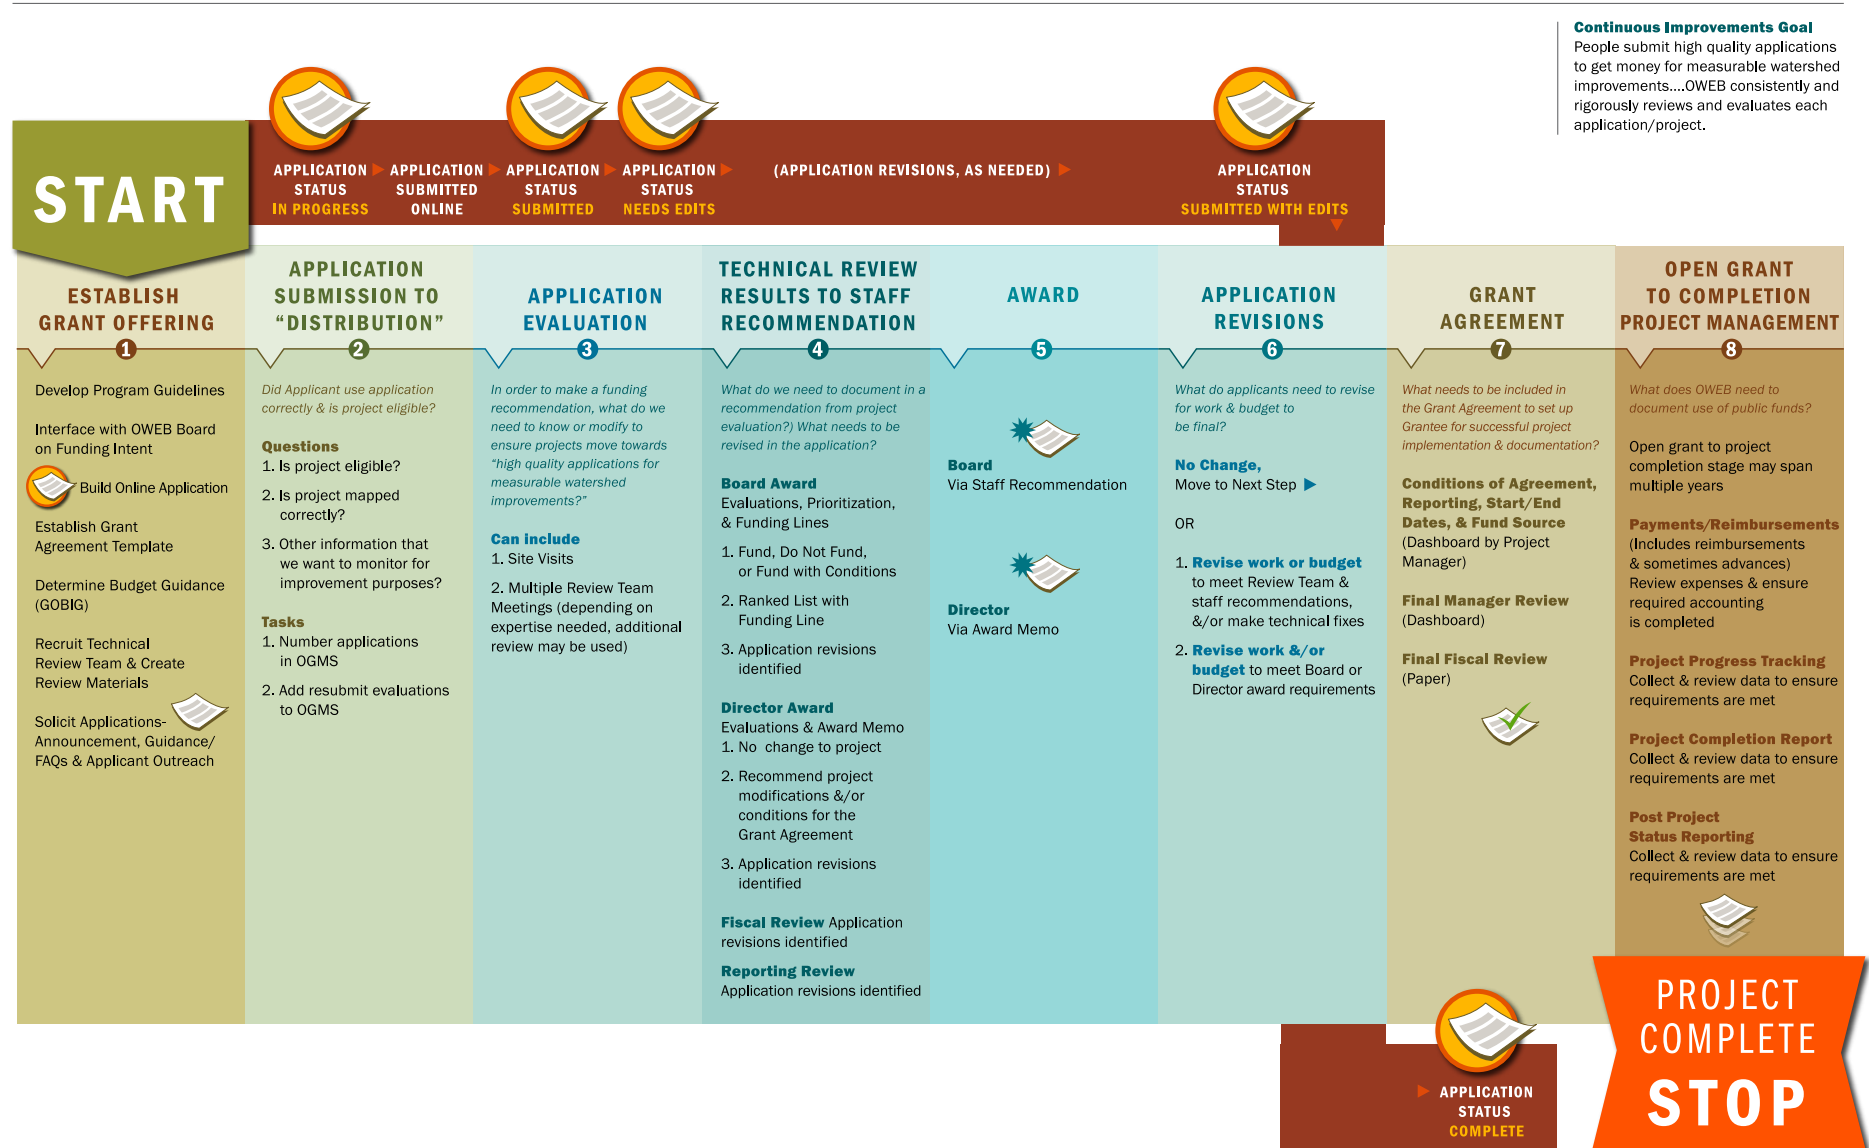 Continuous Improvements Goal
People submit high quality applications
to get money for measurable watershed
improvements....OWEB consistently and
rigorously reviews and evaluates each
application/project.
START
APPLICATION
STATUS
IN PROGRESS
APPLICATION
SUBMITTED
ONLINE
APPLICATION
STATUS
SUBMITTED
APPLICATION
STATUS
NEEDS EDITS
(APPLICATION REVISIONS, AS NEEDED)
APPLICATION
STATUS
SUBMITTED WITH EDITS
ESTABLISH
GRANT OFFERING
1
Develop Program Guidelines
Interface with OWEB Board
on Funding Intent
Build Online Application
Establish Grant
Agreement Template
Determine Budget Guidance
(GOBIG)
Recruit Technical
Review Team & Create
Review Materials
Solicit Applications-
Announcement, Guidance/
FAQs & Applicant Outreach
APPLICATION
SUBMISSION TO
“DISTRIBUTION”
2
Did Applicant use application
correctly & is project eligible?
Questions
1. Is project eligible?
2. Is project mapped
correctly?
3. Other information that
we want to monitor for
improvement purposes?
Tasks
1. Number applications
in OGMS
2. Add resubmit evaluations
to OGMS
APPLICATION
EVALUATION
3
In order to make a funding
recommendation, what do we
need to know or modify to
ensure projects move towards
“high quality applications for
measurable watershed
improvements?”
Can include
1. Site Visits
2. Multiple Review Team
Meetings (depending on
expertise needed, additional
review may be used)
TECHNICAL REVIEW
RESULTS TO STAFF
RECOMMENDATION
4
What do we need to document in a
recommendation from project
evaluation?) What needs to be
revised in the application?
Board Award
Evaluations, Prioritization,
& Funding Lines
1. Fund, Do Not Fund,
or Fund with Conditions
2. Ranked List with
Funding Line
3. Application revisions
identified
Director Award
Evaluations & Award Memo
1. No change to project
2. Recommend project
modifications &/or
conditions for the
Grant Agreement
3. Application revisions
identified
Fiscal Review Application
revisions identified
Reporting Review
Application revisions identified
AWARD
5
Board
Via Staff Recommendation
Director
Via Award Memo
APPLICATION
REVISIONS
6
What do applicants need to revise
for work & budget to
be final?
No Change,
Move to Next Step
OR
1. Revise work or budget
to meet Review Team &
staff recommendations,
&/or make technical fixes
2. Revise work &/or
budget to meet Board or
Director award requirements
GRANT
AGREEMENT
7
What needs to be included in
the Grant Agreement to set up
Grantee for successful project
implementation & documentation?
Conditions of Agreement,
Reporting, Start/End
Dates, & Fund Source
(Dashboard by Project
Manager)
Final Manager Review
(Dashboard)
Final Fiscal Review
(Paper)
OPEN GRANT
TO COMPLETION
PROJECT MANAGEMENT
8
What does OWEB need to
document use of public funds?
Open grant to project
completion stage may span
multiple years
Payments/Reimbursements
(Includes reimbursements
& sometimes advances)
Review expenses & ensure
required accounting
is completed
Project Progress Tracking
Collect & review data to ensure
requirements are met
Project Completion Report
Collect & review data to ensure
requirements are met
Post Project
Status Reporting
Collect & review data to ensure
requirements are met
APPLICATION
STATUS
COMPLETE
PROJECT
COMPLETE
STOP